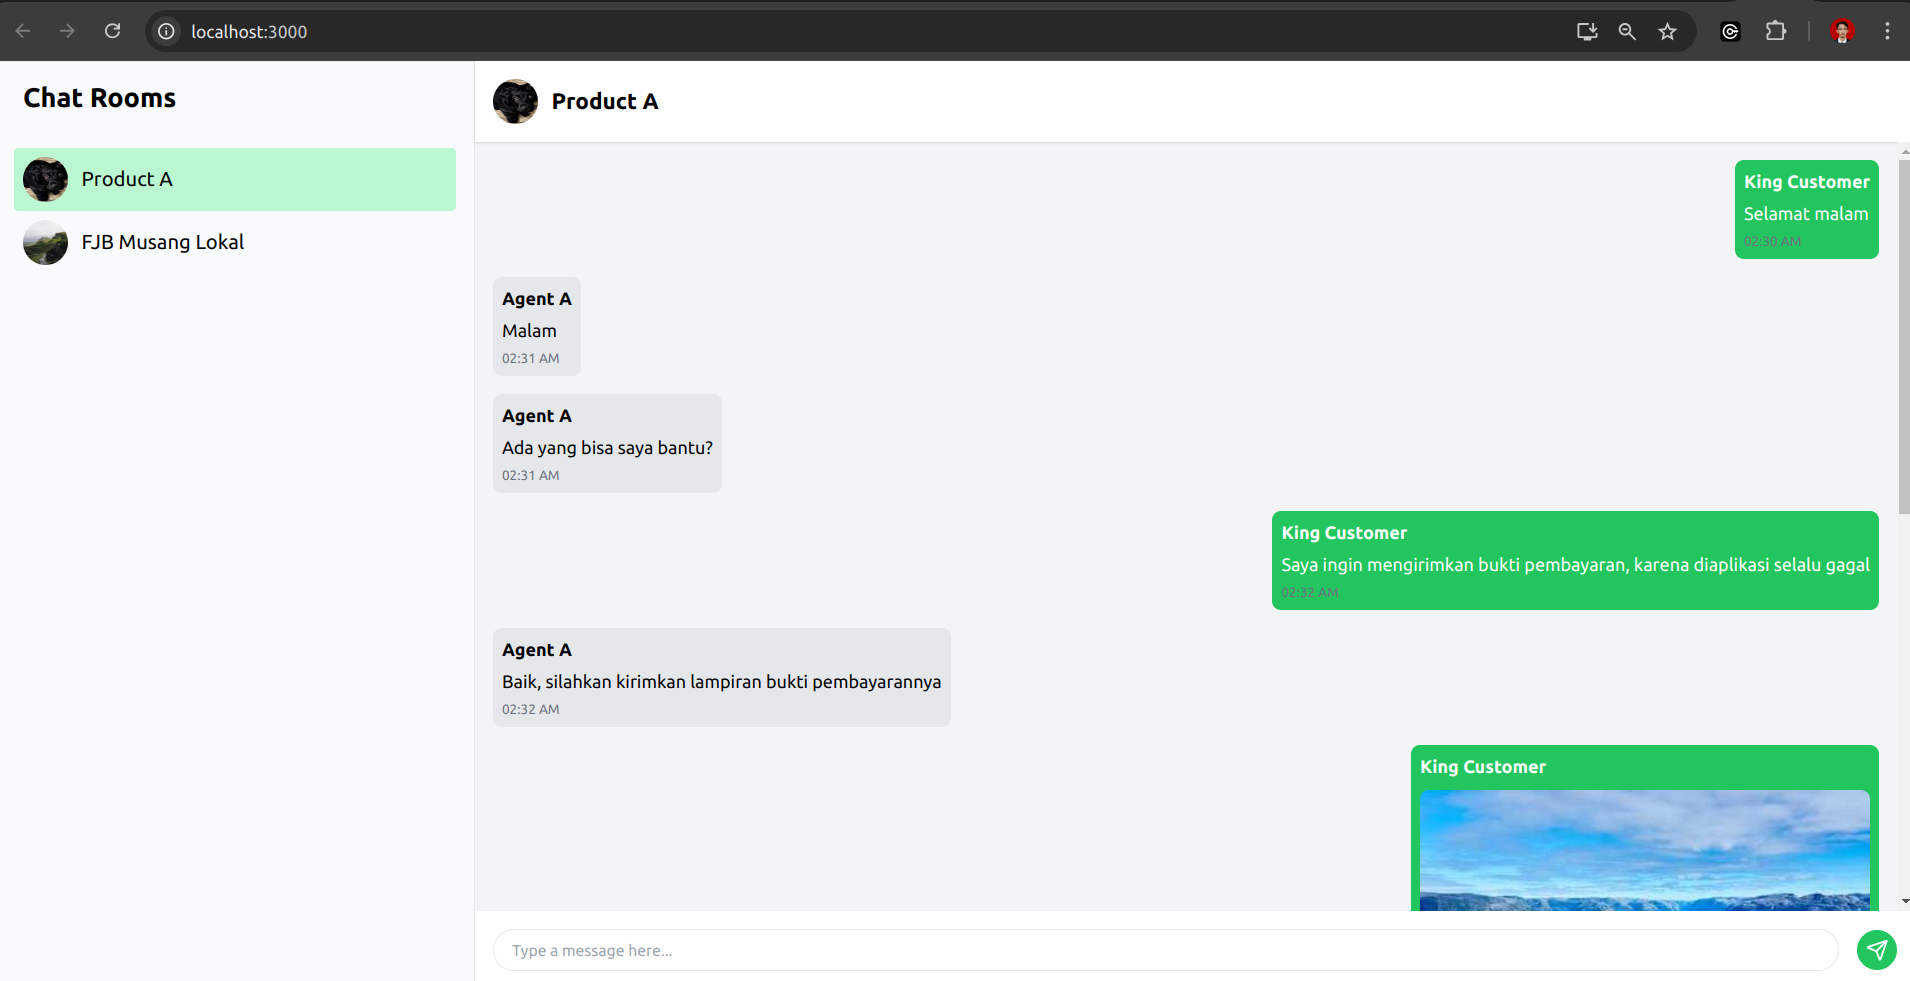 localhost:3000
Chat Rooms
Product A
FJB Musang Lokal
Product A
King Customer
Selamat malam
02:30 AM
Agent A
Malam
02:31 AM
Agent A
Ada yang bisa saya bantu?
02:31 AM
King Customer
Saya ingin mengirimkan bukti pembayaran, karena diaplikasi selalu gagal
02:32 AM
Agent A
Baik, silahkan kirimkan lampiran bukti pembayarannya
02:32 AM
King Customer
Type a message here...